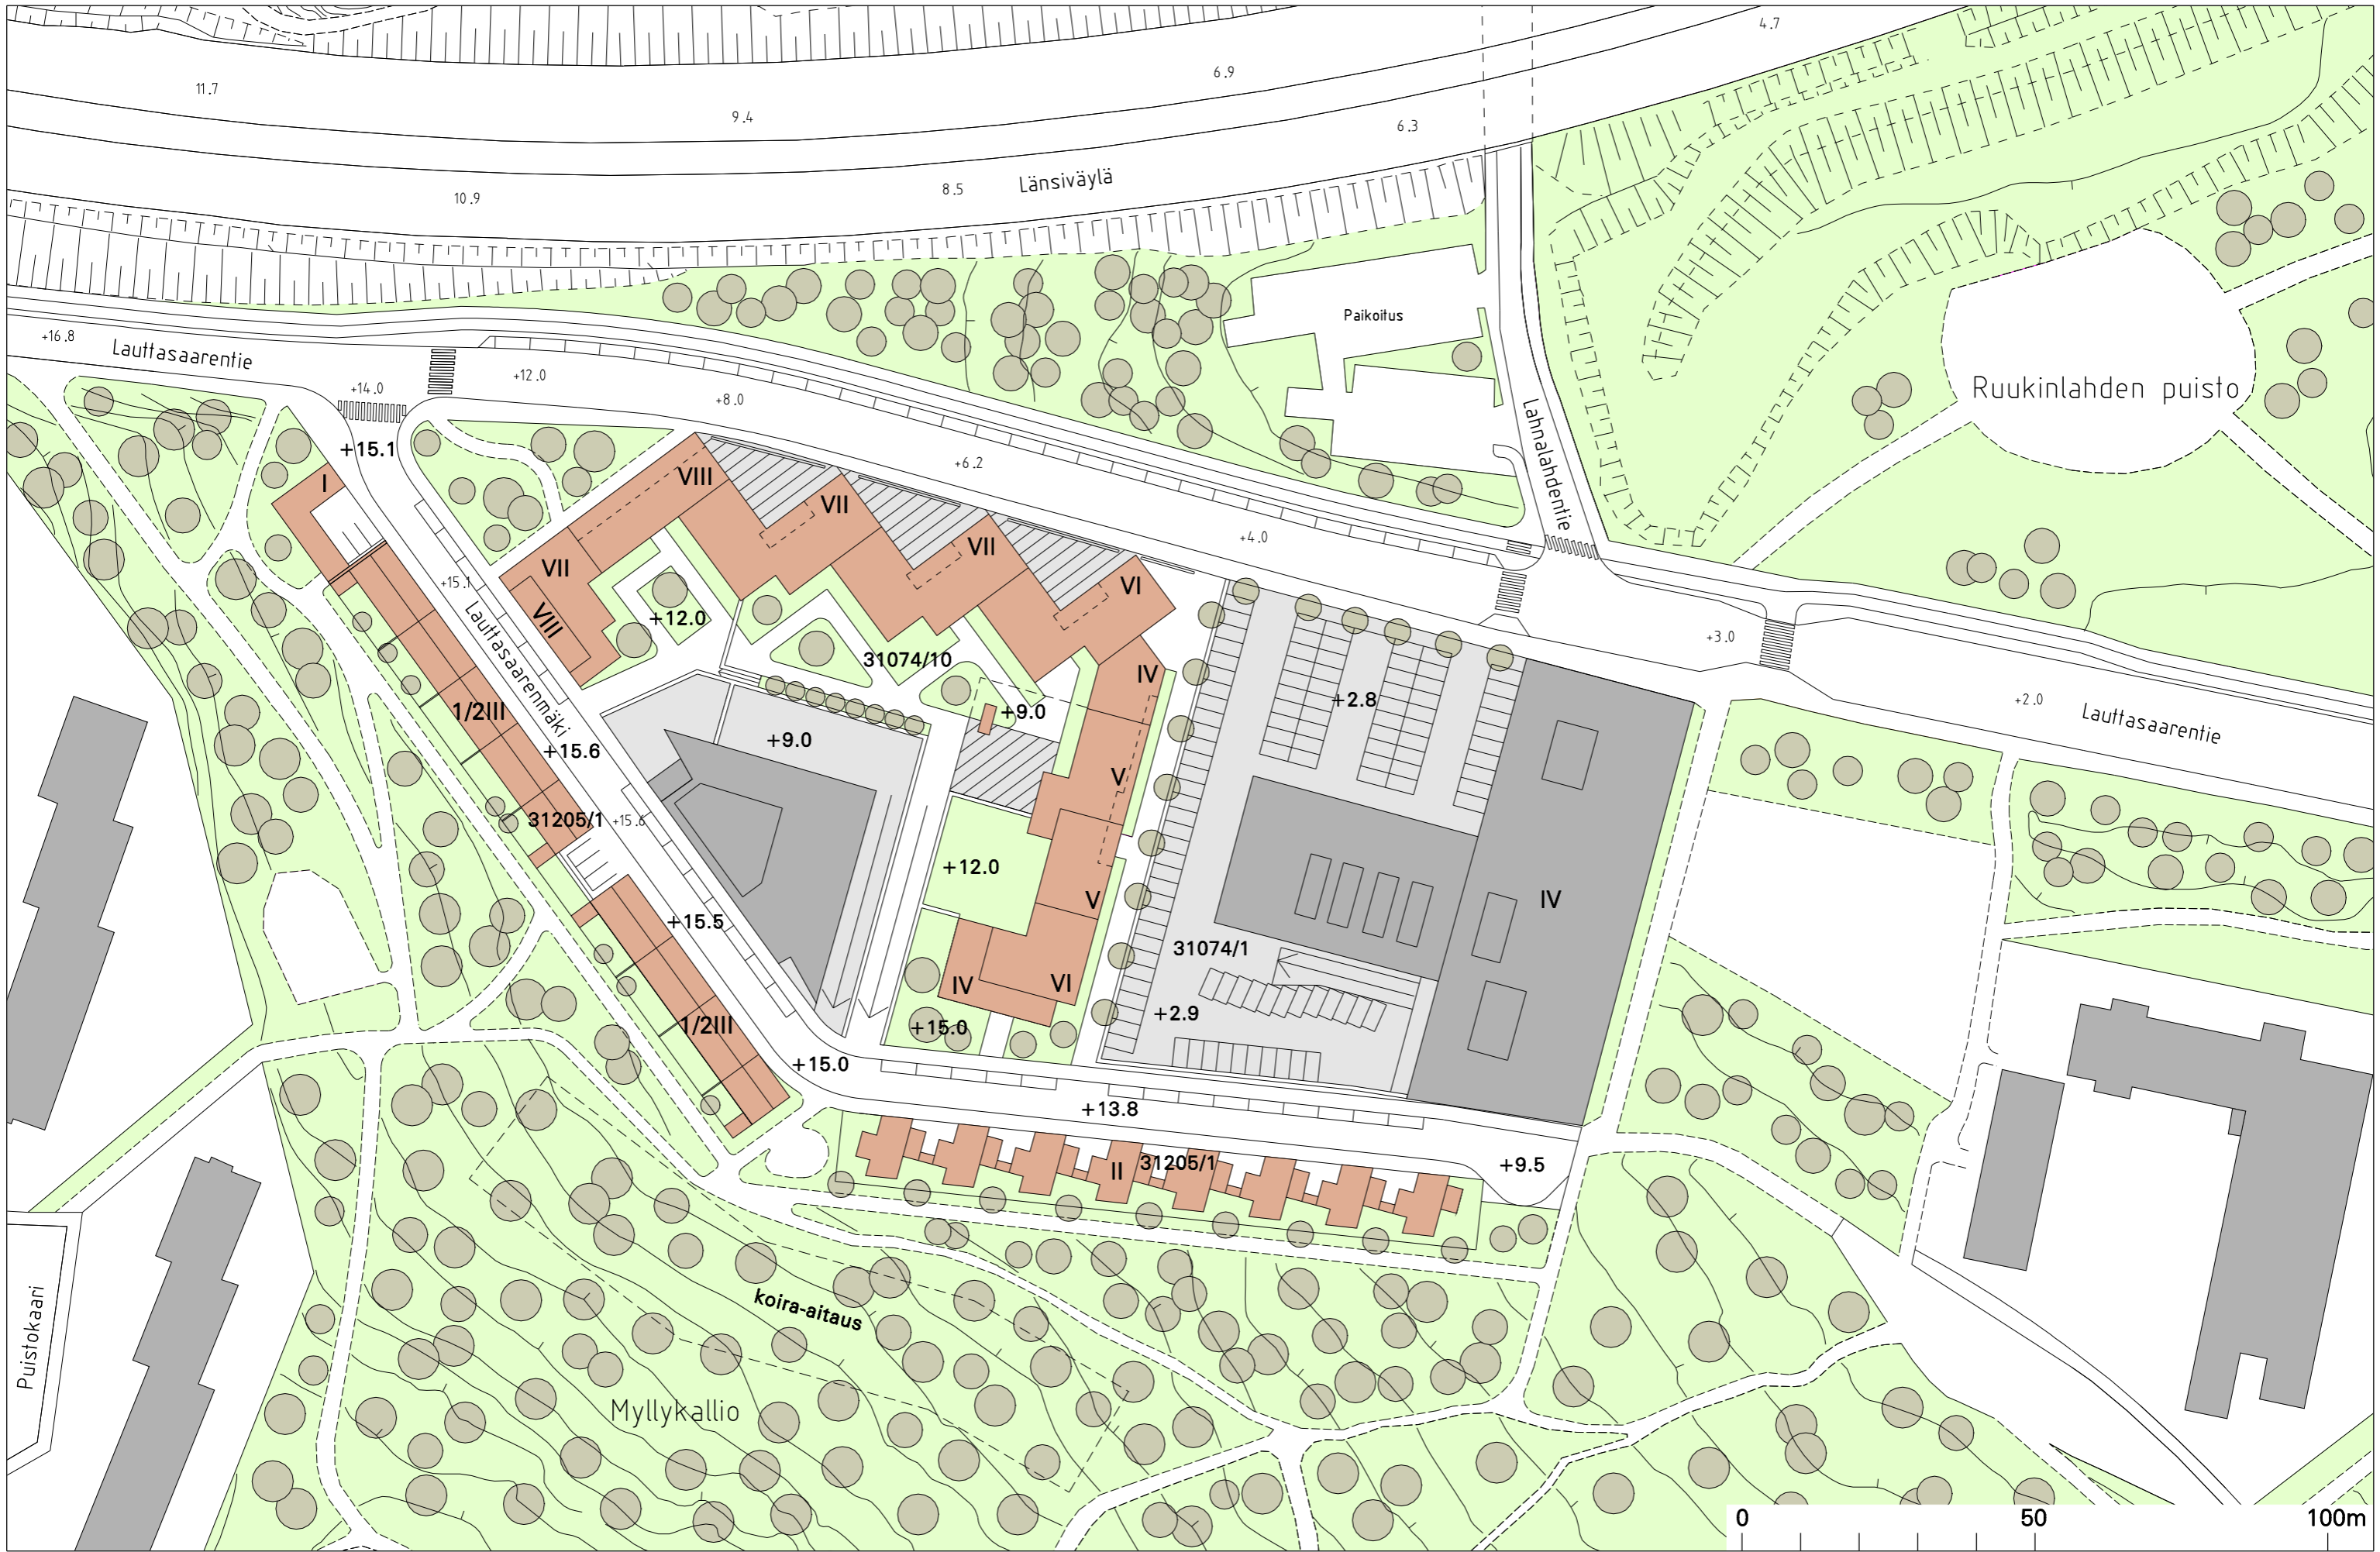 4.7
6.9
11.7
9.4
6.3
Länsiväylä
8.5
10.9
Paikoitus
+16.8
Lauttasaarentie
+14.0
+12.0
+8.0
Ruukinlahden puisto
+15.1
+6.2
Lahnalahdentie
I
VIII
VII
VII
+4.0
VII
VI
+15.1
VIII
+12.0
+3.0
Lauttasaarenmäki
31074/10
IV
+2.8
+2.0
Lauttasaarentie
1/2III
+9.0
+15.6
+9.0
V
31205/1
+15.6
+12.0
V
IV
+15.5
31074/1
IV
VI
+2.9
1/2III
+15.0
+15.0
+13.8
II
31205/1
+9.5
Puistokaari
koira-aitaus
Myllykallio
0
50
100m